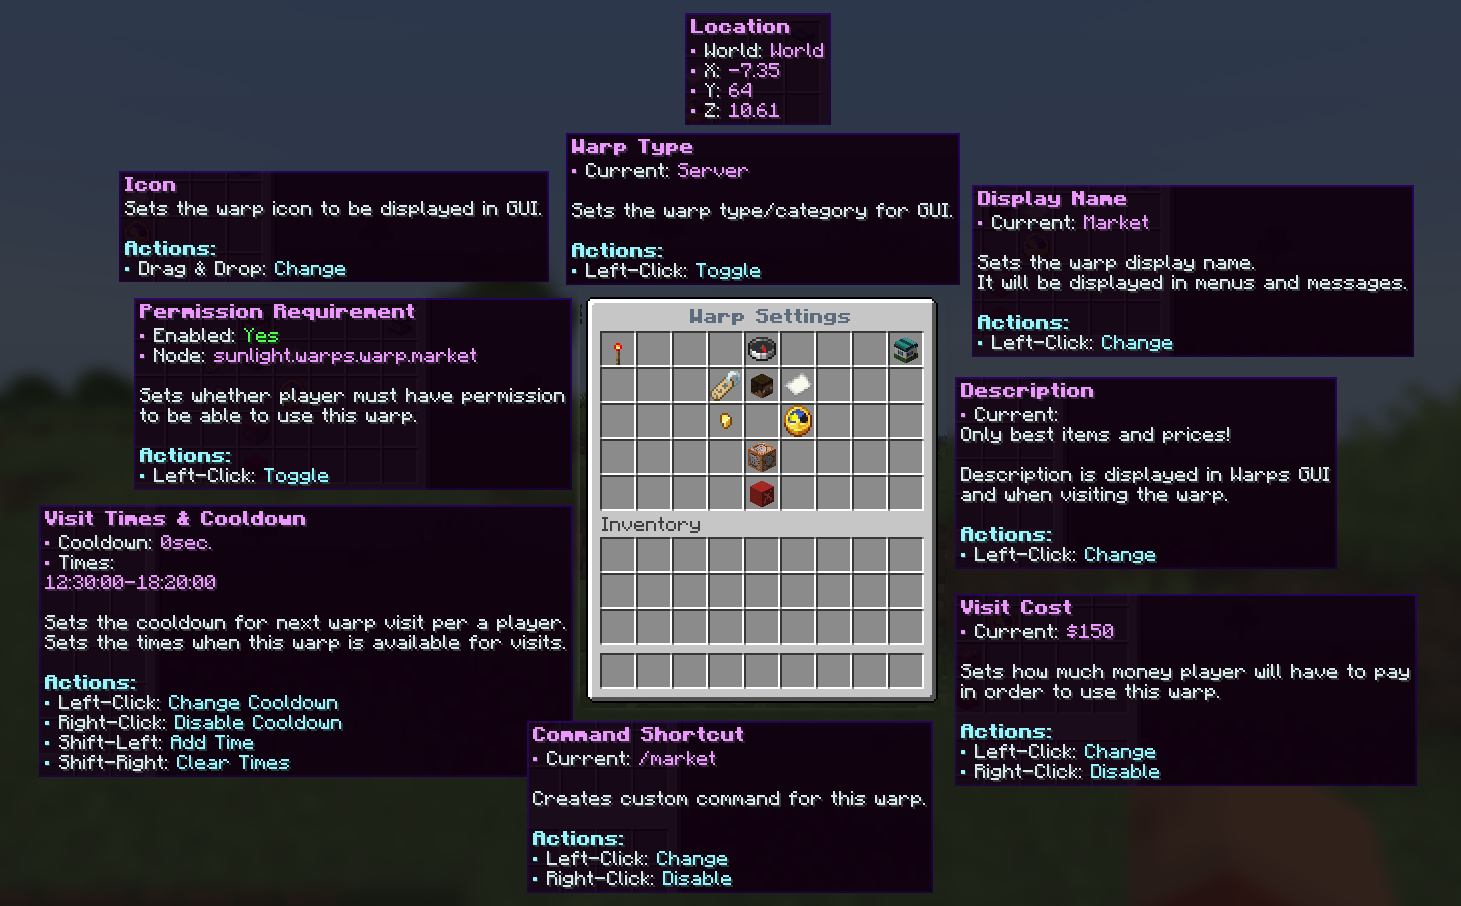 Location
• World: World
• X: -7.35
• Y: 64
• Z: 10.61
Warp Type
• Current: Server
Sets the warp type/category for GUI.
Actions:
• Left-Click: Toggle
Icon
Sets the warp icon to be displayed in GUI.
Actions:
• Drag & Drop: Change
Display Name
• Current: Market
Sets the warp display name.
It will be displayed in menus and messages.
Actions:
• Left-Click: Change
Permission Requirement
• Enabled: Yes
• Node: sunlight.warps.warp.market
Sets whether player must have permission
to be able to use this warp.
Actions:
• Left-Click: Toggle
Warp Settings
Inventory
Description
• Current:
Only best items and prices!
Description is displayed in Warps GUI
and when visiting the warp.
Actions:
• Left-Click: Change
Visit Times & Cooldown
• Cooldown: 0sec.
• Times:
12:30:00-18:20:00
Sets the cooldown for next warp visit per a player.
Sets the times when this warp is available for visits.
Actions:
• Left-Click: Change Cooldown
• Right-Click: Disable Cooldown
• Shift-Left: Add Time
• Shift-Right: Clear Times
Visit Cost
• Current: $150
Sets how much money player will have to pay
in order to use this warp.
Actions:
• Left-Click: Change
• Right-Click: Disable
Command Shortcut
• Current: /market
Creates custom command for this warp.
Actions:
• Left-Click: Change
• Right-Click: Disable